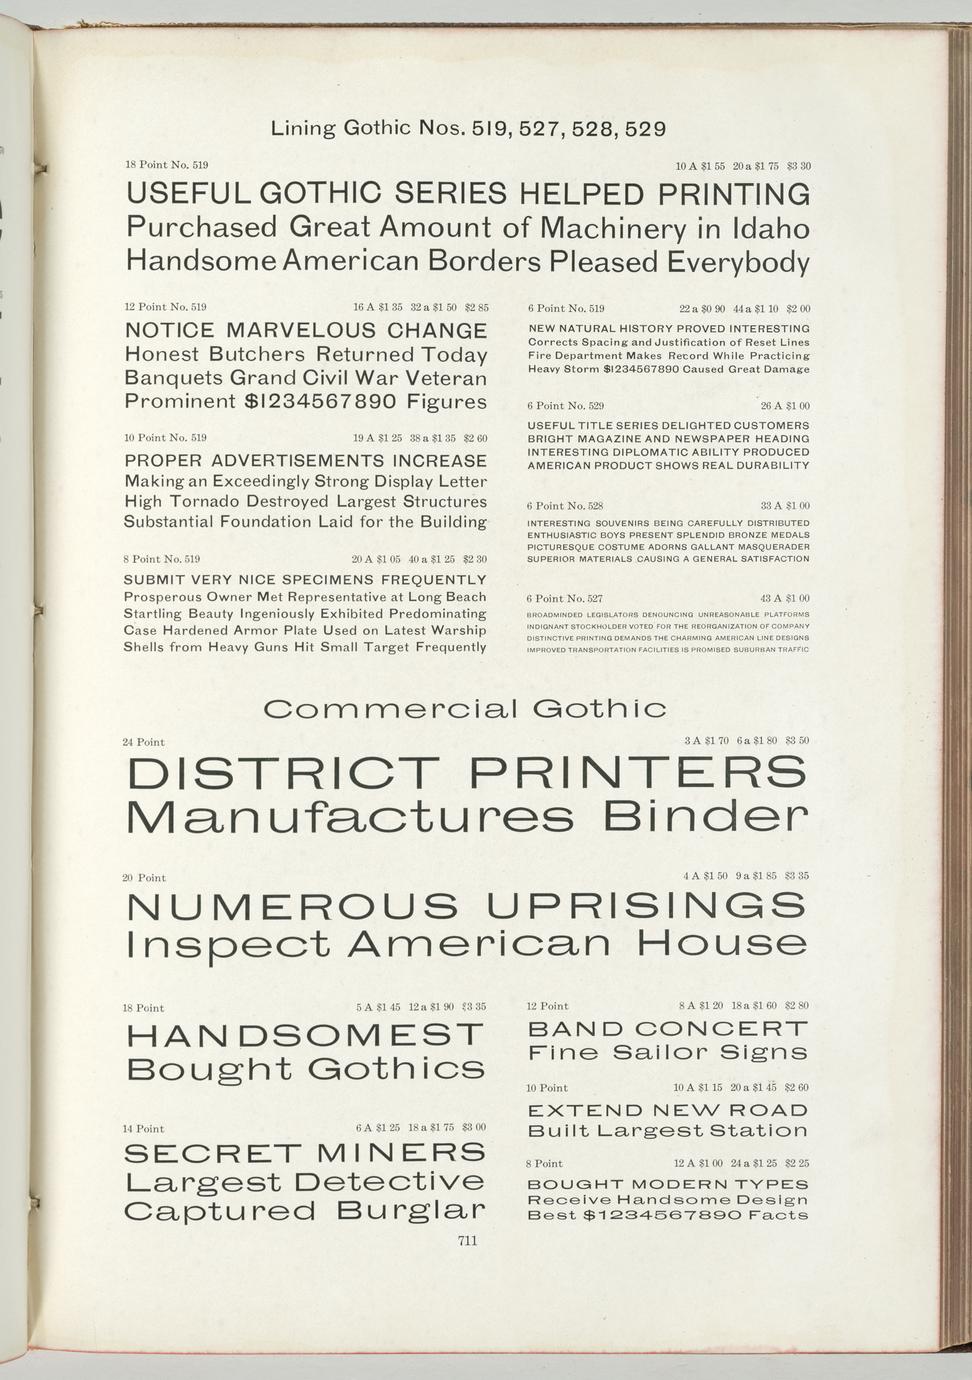 Lining Gothic Nos. 519, 527, 528, 529
18 Point No. 519 10 A $1 55 20 a $1 75 $3 30
USEFUL GOTHIC SERIES HELPED PRINTING
Purchased Great Amount of Machinery in Idaho
Handsome American Borders Pleased Everybody
12 Point No. 519 16 A $1 35 32 a $1 50 $2 85
NOTICE MARVELOUS CHANGE
Honest Butchers Returned Today
Banquets Grand Civil War Veteran
Prominent $1234567890 Figures
10 Point No. 519 19 A $1 25 38 a $1 35 $2 60
PROPER ADVERTISEMENTS INCREASE
Making an Exceedingly Strong Display Letter
High Tornado Destroyed Largest Structures
Substantial Foundation Laid for the Building
8 Point No. 519 20 A $1 05 40 a $1 25 $2 30
SUBMIT VERY NICE SPECIMENS FREQUENTLY
Prosperous Owner Met Representative at Long Beach
Startling Beauty Ingeniously Exhibited Predominating
Case Hardened Armor Plate Used on Latest Warship
Shells from Heavy Guns Hit Small Target Frequently
6 Point No. 519 22 a $0 90 44 a $1 10 $2 00
NEW NATURAL HISTORY PROVED INTERESTING
Corrects Spacing and Justification of Reset Lines
Fire Department Makes Record While Practicing
Heavy Storm $1234567890 Caused Great Damage
6 Point No. 529 26 A $1 00
USEFUL TITLE SERIES DELIGHTED CUSTOMERS
BRIGHT MAGAZINE AND NEWSPAPER HEADING
INTERESTING DIPLOMATIC ABILITY PRODUCED
AMERICAN PRODUCT SHOWS REAL DURABILITY
6 Point No. 528 33 A $1 00
INTERESTING SOUVENIRS BEING CAREFULLY DISTRIBUTED
ENTHUSIASTIC BOYS PRESENT SPLENDID BRONZE MEDALS
PICTURESQUE COSTUME ADORNS GALLANT MASQUERADER
SUPERIOR MATERIALS CAUSING A GENERAL SATISFACTION
6 Point No. 527 43 A $1 00
BROADMINDED LEGISLATORS DENOUNCING UNREASONABLE PLATFORMS
INDIGNANT STOCKHOLDER VOTED FOR THE REORGANIZATION OF COMPANY
DISTINCTIVE PRINTING DEMANDS THE CHARMING AMERICAN LINE DESIGNS
IMPROVED TRANSPORTATION FACILITIES IS PROMISED SUBURBAN TRAFFIC
Commercial Gothic
24 Point 3 A $1 70 6 a $1 80 $3 50
DISTRICT PRINTERS
Manufactures Binder
20 Point 4 A $1 50 9 a $1 85 $3 35
NUMEROUS UPRISINGS
Inspect American House
18 Point 5 A $1 45 12 a $1 90 $3 35
HANDSOMEST
Bought Gothics
14 Point 6 A $1 25 18 a $1 75 $3 00
SECRET MINERS
Largest Detective
Captured Burglar
12 Point 8 A $1 20 18 a $1 60 $2 80
BAND CONCERT
Fine Sailor Signs
10 Point 10 A $1 15 20 a $1 45 $2 60
EXTEND NEW ROAD
Built Largest Station
8 Point 12 A $1 00 24 a $1 25 $2 25
BOUGHT MODERN TYPES
Receive Handsome Design
Best $1234567890 Facts
711